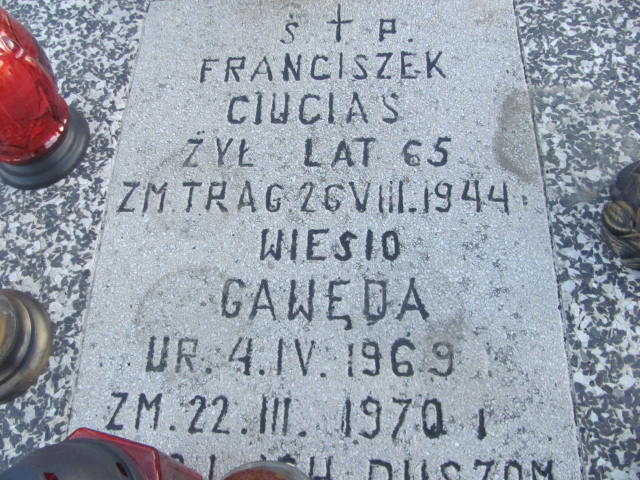 Ś † P.
FRANCISZEK
CIUCIAS
ŻYŁ LAT 65
ZM. TRAG. 26 VIII. 1944
WIESIO
GAWĘDA
UR. 4. IV. 1969
ZM. 22. III. 1970
DUSZOM